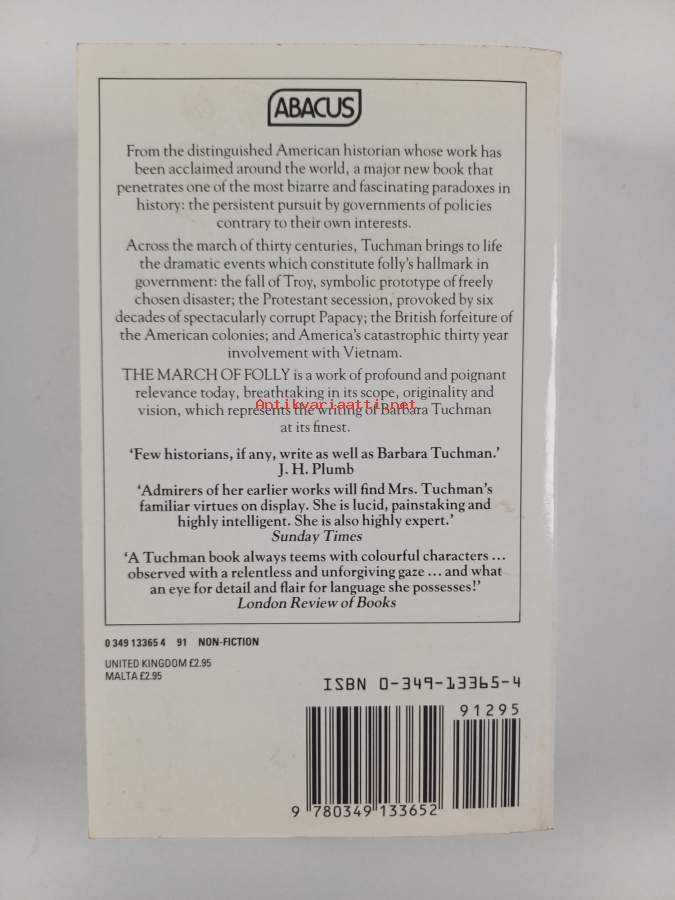 ABACUS
From the distinguished American historian whose work has
been acclaimed around the world, a major new book that
penetrates one of the most bizarre and fascinating paradoxes in
history: the persistent pursuit by governments of policies
contrary to their own interests.
Across the march of thirty centuries, Tuchman brings to life
the dramatic events which constitute folly's hallmark in
government: the fall of Troy, symbolic prototype of freely
chosen disaster; the Protestant secession, provoked by six
decades of spectacularly corrupt Papacy; the British forfeiture of
the American colonies; and America's catastrophic thirty year
involvement with Vietnam.
THE MARCH OF FOLLY is a work of profound and poignant
relevance today, breathtaking in its scope, originality and
Antikvariaatti.net
vision, which represents the writing of Barbara Tuchman
at its finest.
‘Few historians, if any, write as well as Barbara Tuchman.’
J. H. Plumb
‘Admirers of her earlier works will find Mrs. Tuchman's
familiar virtues on display. She is lucid, painstaking and
highly intelligent. She is also highly expert.’
Sunday Times
‘A Tuchman book always teems with colourful characters ...
observed with a relentless and unforgiving gaze ... and what
an eye for detail and flair for language she possesses!’
London Review of Books
0 349 13365 4 91 NON-FICTION
UNITED KINGDOM £2.95
MALTA £2.95
ISBN 0-349-13365-4
91295
9 780349 133652